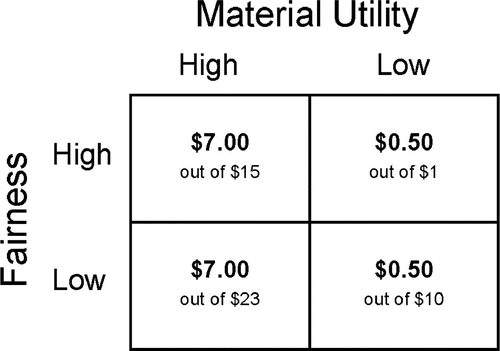 Material Utility
High Low
Fairness
High
$7.00 $0.50
out of $15 out of $1
Low
$7.00 $0.50
out of $23 out of $10